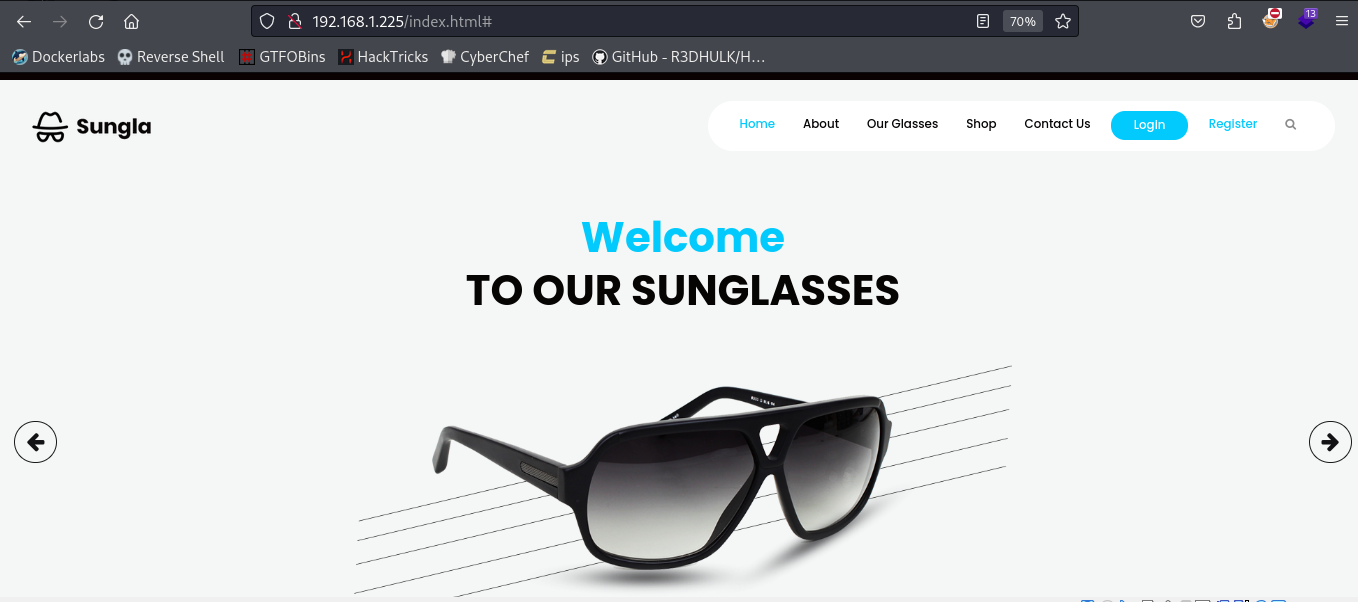 192.168.1.225/index.html#
70%
13
Dockerlabs Reverse Shell GTFOBins HackTricks CyberChef ips GitHub - R3DHULK/H…
Sungla
Home About Our Glasses Shop Contact Us Login Register
Welcome
TO OUR SUNGLASSES